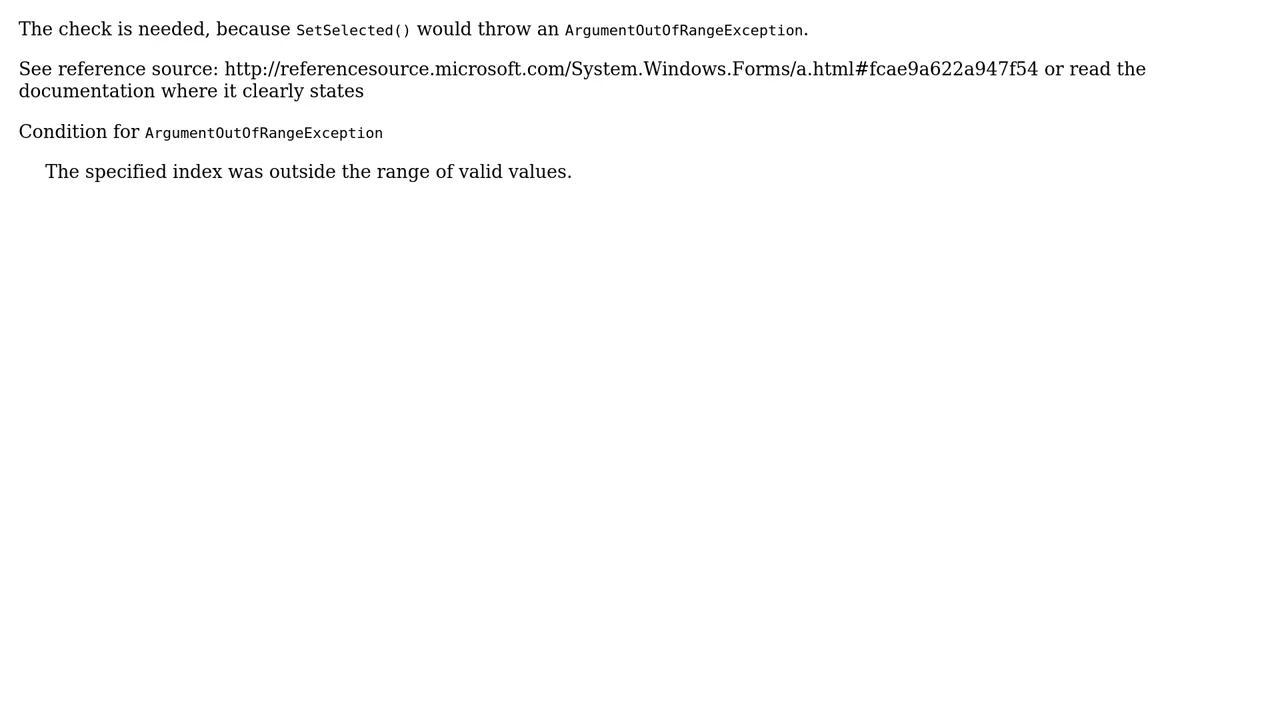 The check is needed, because SetSelected() would throw an ArgumentOutOfRangeException.
See reference source: http://referencesource.microsoft.com/System.Windows.Forms/a.html#fcae9a622a947f54 or read the
documentation where it clearly states
Condition for ArgumentOutOfRangeException
The specified index was outside the range of valid values.